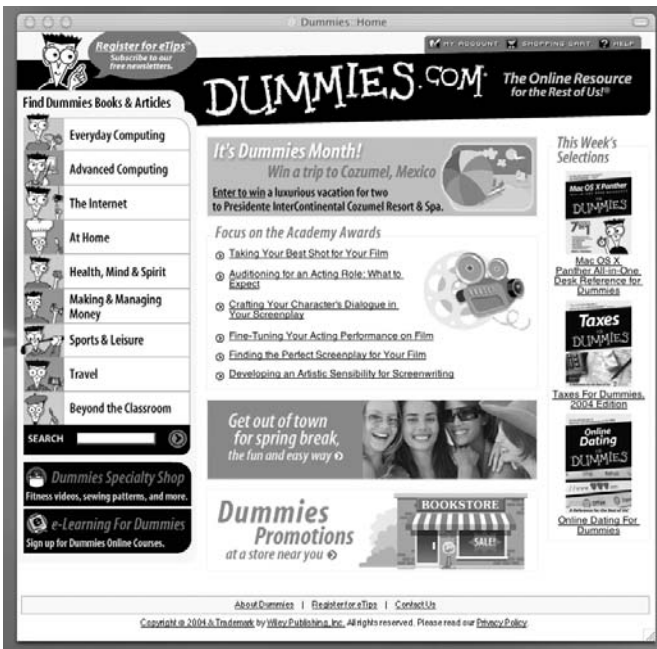 Dummies::Home
Register for eTips™
Subscribe to our
free newsletters.
MY ACCOUNT
SHOPPING CART
? HELP
DUMMIES.COM®
The Online Resource
for the Rest of Us!®
Find Dummies Books & Articles
Everyday Computing
Advanced Computing
The Internet
At Home
Health, Mind & Spirit
Making & Managing
Money
Sports & Leisure
Travel
Beyond the Classroom
SEARCH
Dummies Specialty Shop
Fitness videos, sewing patterns, and more.
e-Learning For Dummies
Sign up for Dummies Online Courses.
It's Dummies Month!
Win a trip to Cozumel, Mexico
Enter to win a luxurious vacation for two
to Presidente InterContinental Cozumel Resort & Spa.
Focus on the Academy Awards
Taking Your Best Shot for Your Film
Auditioning for an Acting Role: What to
Expect
Crafting Your Character's Dialogue in
Your Screenplay
Fine-Tuning Your Acting Performance on Film
Finding the Perfect Screenplay for Your Film
Developing an Artistic Sensibility for Screenwriting
Get out of town
for spring break,
the fun and easy way
Dummies
Promotions
at a store near you
BOOKSTORE
SALE!
This Week's
Selections
Mac OS X Panther
DUMMIES
Mac OS X
Panther All-in-One
Desk Reference for
Dummies
Taxes
FOR
DUMMIES
Taxes For Dummies,
2004 Edition
Online
Dating
FOR
DUMMIES
Online Dating For
Dummies
About Dummies | Register for eTips | Contact Us
Copyright © 2004 & Trademark by Wiley Publishing, Inc. All rights reserved. Please read our Privacy Policy.